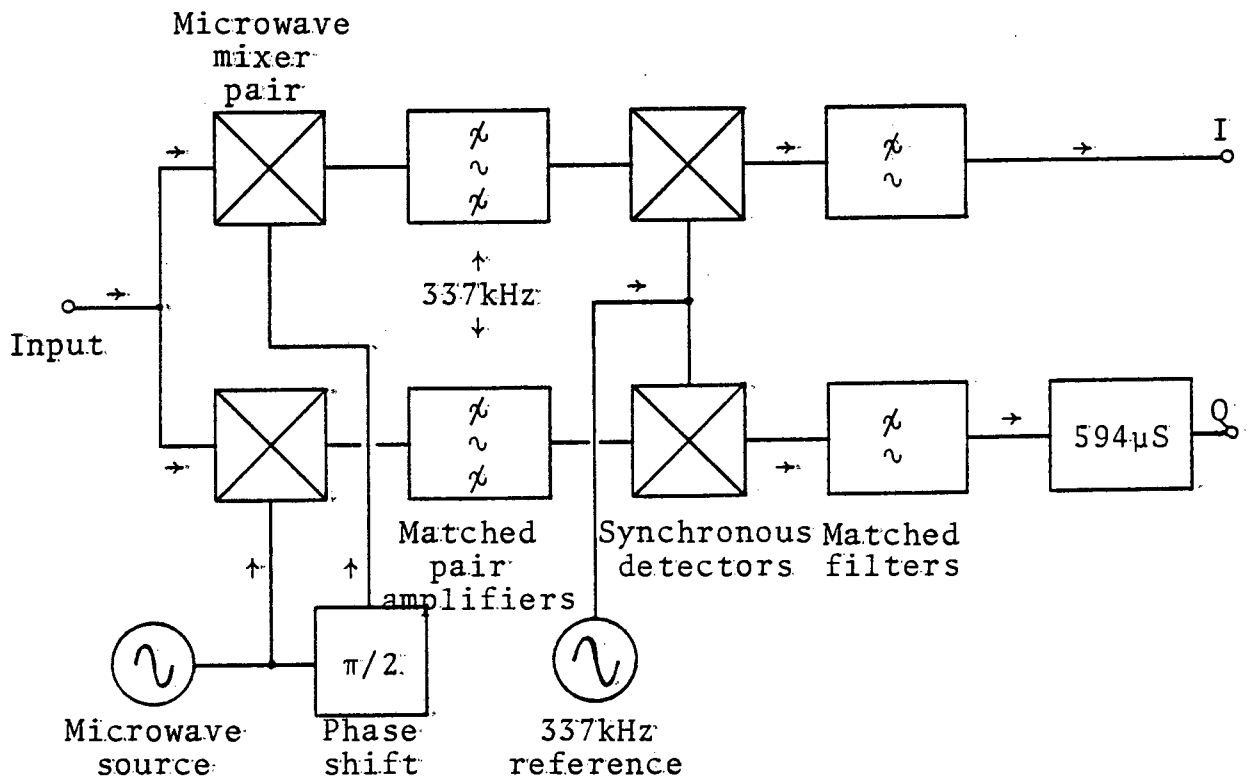 Microwave
mixer
pair
I
337kHz
Input
Q
594μS
Matched
pair
amplifiers
Synchronous
detectors
Matched
filters
π/2
Microwave
source
Phase
shift
337kHz
reference